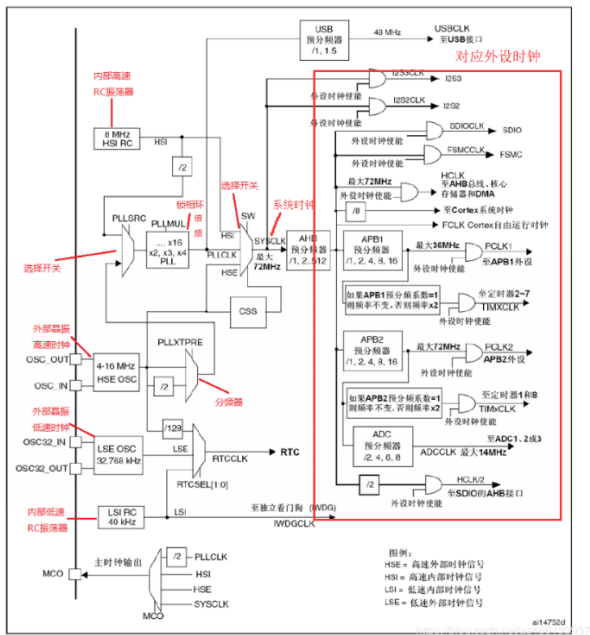 USB
预分频器
/1, 1.5
48 MHz
USBCLK
至USB接口
对应外设时钟
I2S3CLK
I2S3
外设时钟使能
I2S2CLK
I2S2
外设时钟使能
内部高速
RC振荡器
8 MHz
HSI RC
HSI
/2
SDIOCLK
SDIO
外设时钟使能
FSMCCLK
FSMC
外设时钟使能
HCLK
最大72MHz
至AHB总线、核心
存储器和DMA
外设时钟使能
/8
至Cortex系统时钟
FCLK Cortex自由运行时钟
选择开关
系统时钟
锁相环
倍频
PLLSRC
PLLMUL
..., x16
x2, x3, x4
PLL
SW
HSI
PLLCLK
HSE
SYSCLK
最大
72MHz
AHB
预分频器
/1, 2..512
APB1
预分频器
/1, 2, 4, 8, 16
最大36MHz
PCLK1
至APB1外设
外设时钟使能
选择开关
CSS
如果APB1预分频系数=1
则频率不变,否则频率x2
至定时器2~7
TIMXCLK
外设时钟使能
外部晶振
高速时钟
PLLXTPRE
OSC_OUT
OSC_IN
4-16 MHz
HSE OSC
/2
分频器
APB2
预分频器
/1, 2, 4, 8, 16
最大72MHz
PCLK2
APB2外设
外设时钟使能
如果APB2预分频系数=1
则频率不变,否则频率x2
至定时器1和8
TIMxCLK
外设时钟使能
外部晶振
低速时钟
OSC32_IN
OSC32_OUT
LSE OSC
32.768 kHz
/128
LSE
RTCCLK
RTC
RTCSEL[1:0]
ADC
预分频器
/2, 4, 6, 8
至ADC1、2或3
ADCCLK 最大14MHz
/2
HCLK/2
至SDIO的AHB接口
外设时钟使能
内部低速
RC振荡器
LSI RC
40 kHz
LSI
至独立看门狗 (IWDG)
IWDGCLK
MCO
主时钟输出
/2
PLLCLK
HSI
HSE
SYSCLK
MCO
图例:
HSE = 高速外部时钟信号
HSI = 高速内部时钟信号
LSI = 低速内部时钟信号
LSE = 低速外部时钟信号
ai14752d